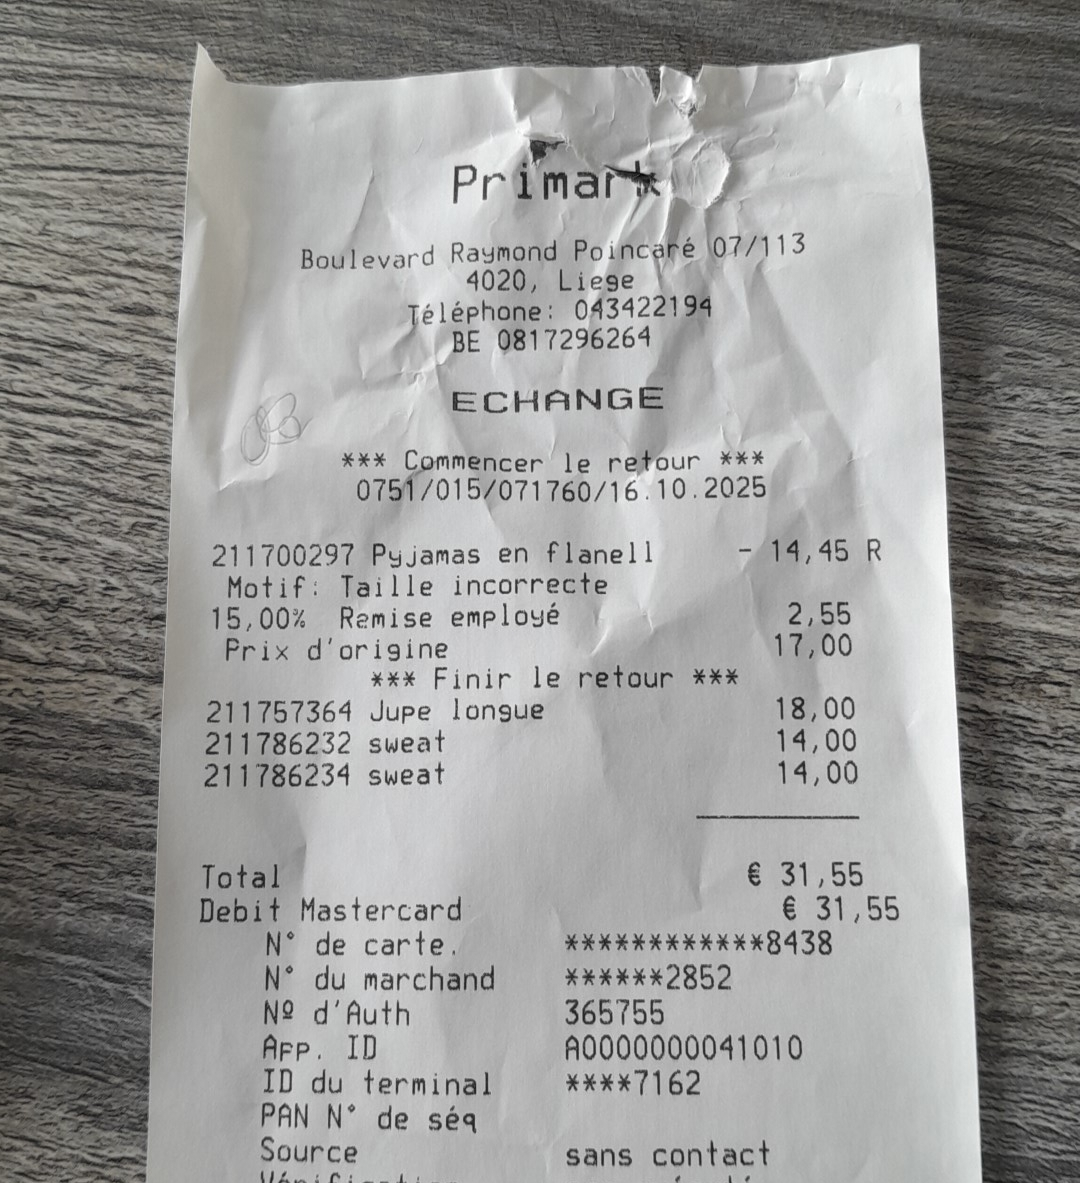 Primark
Boulevard Raymond Poincaré 07/113
4020, Liege
Téléphone: 043422194
BE 0817296264
ECHANGE
*** Commencer le retour ***
0751/015/071760/16.10.2025
211700297 Pyjamas en flanell - 14,45 R
Motif: Taille incorrecte
15,00% Remise employé 2,55
Prix d'origine 17,00
*** Finir le retour ***
211757364 Jupe longue 18,00
211786232 sweat 14,00
211786234 sweat 14,00
Total € 31,55
Debit Mastercard € 31,55
N° de carte. ************8438
N° du marchand ******2852
Nº d'Auth 365755
App. ID A0000000041010
ID du terminal ****7162
PAN N° de séq
Source sans contact